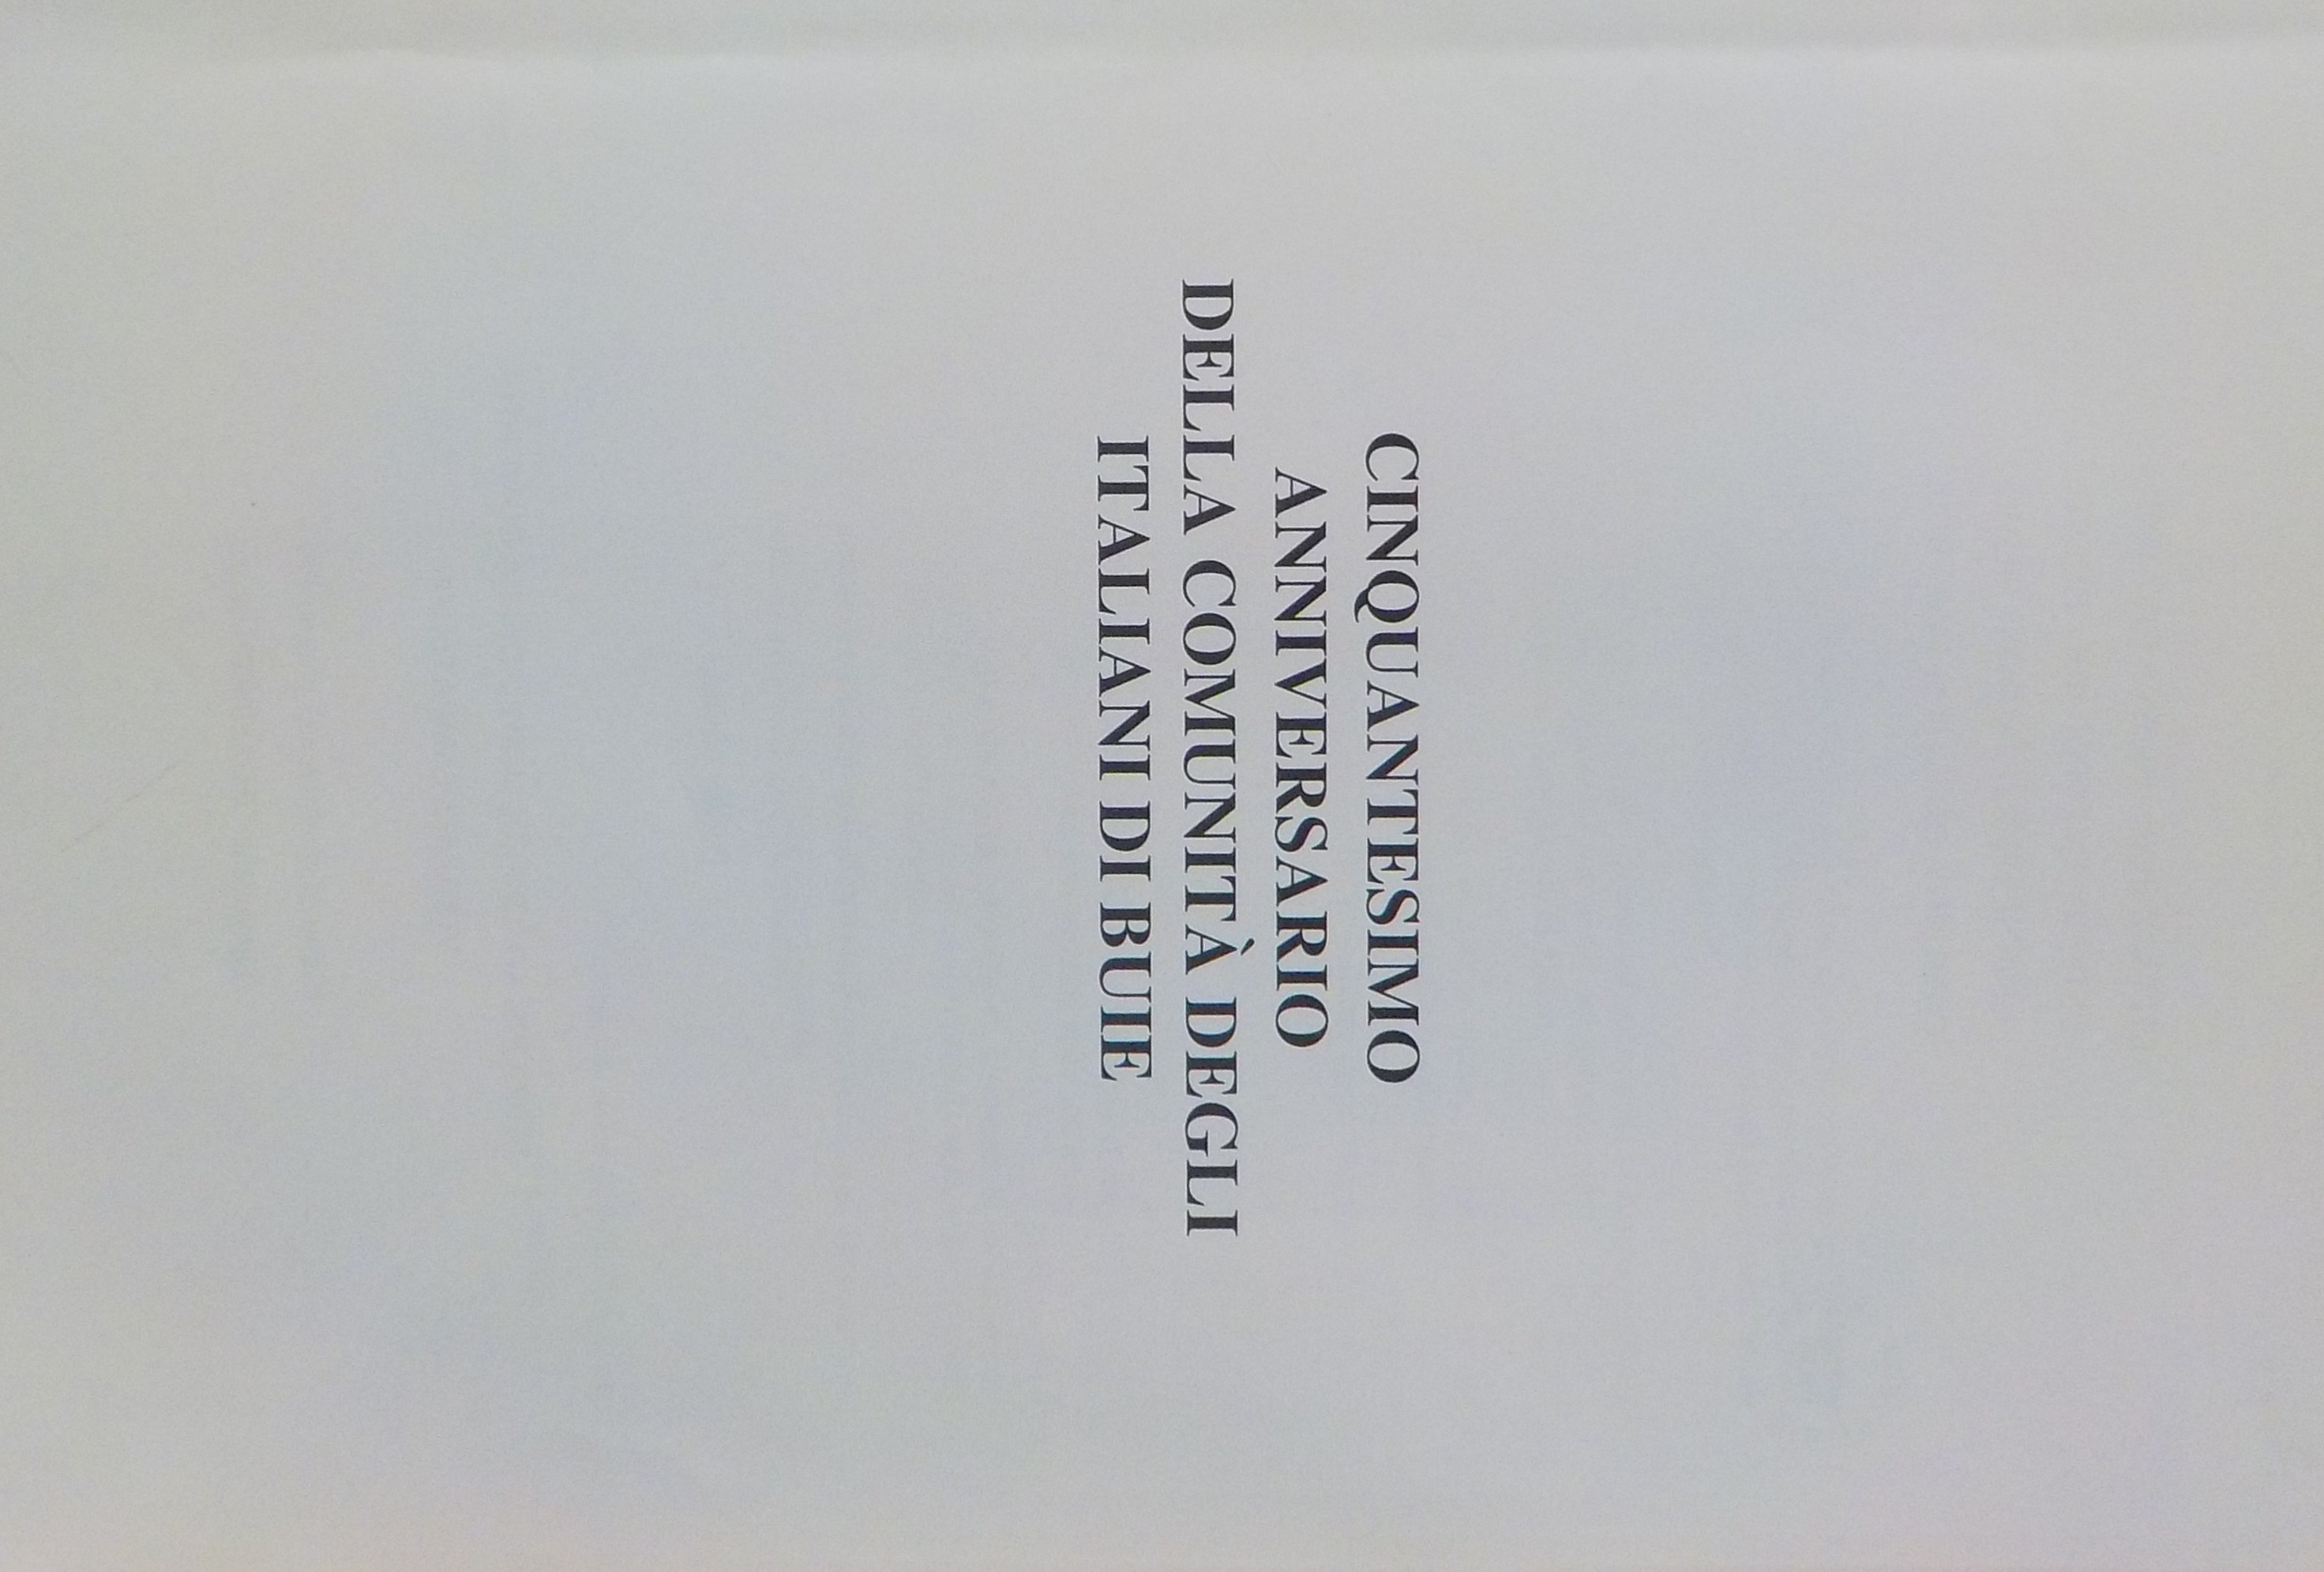 CINQUANTESIMO
ANNIVERSARIO
DELLA COMUNITÀ DEGLI
ITALIANI DI BUIE